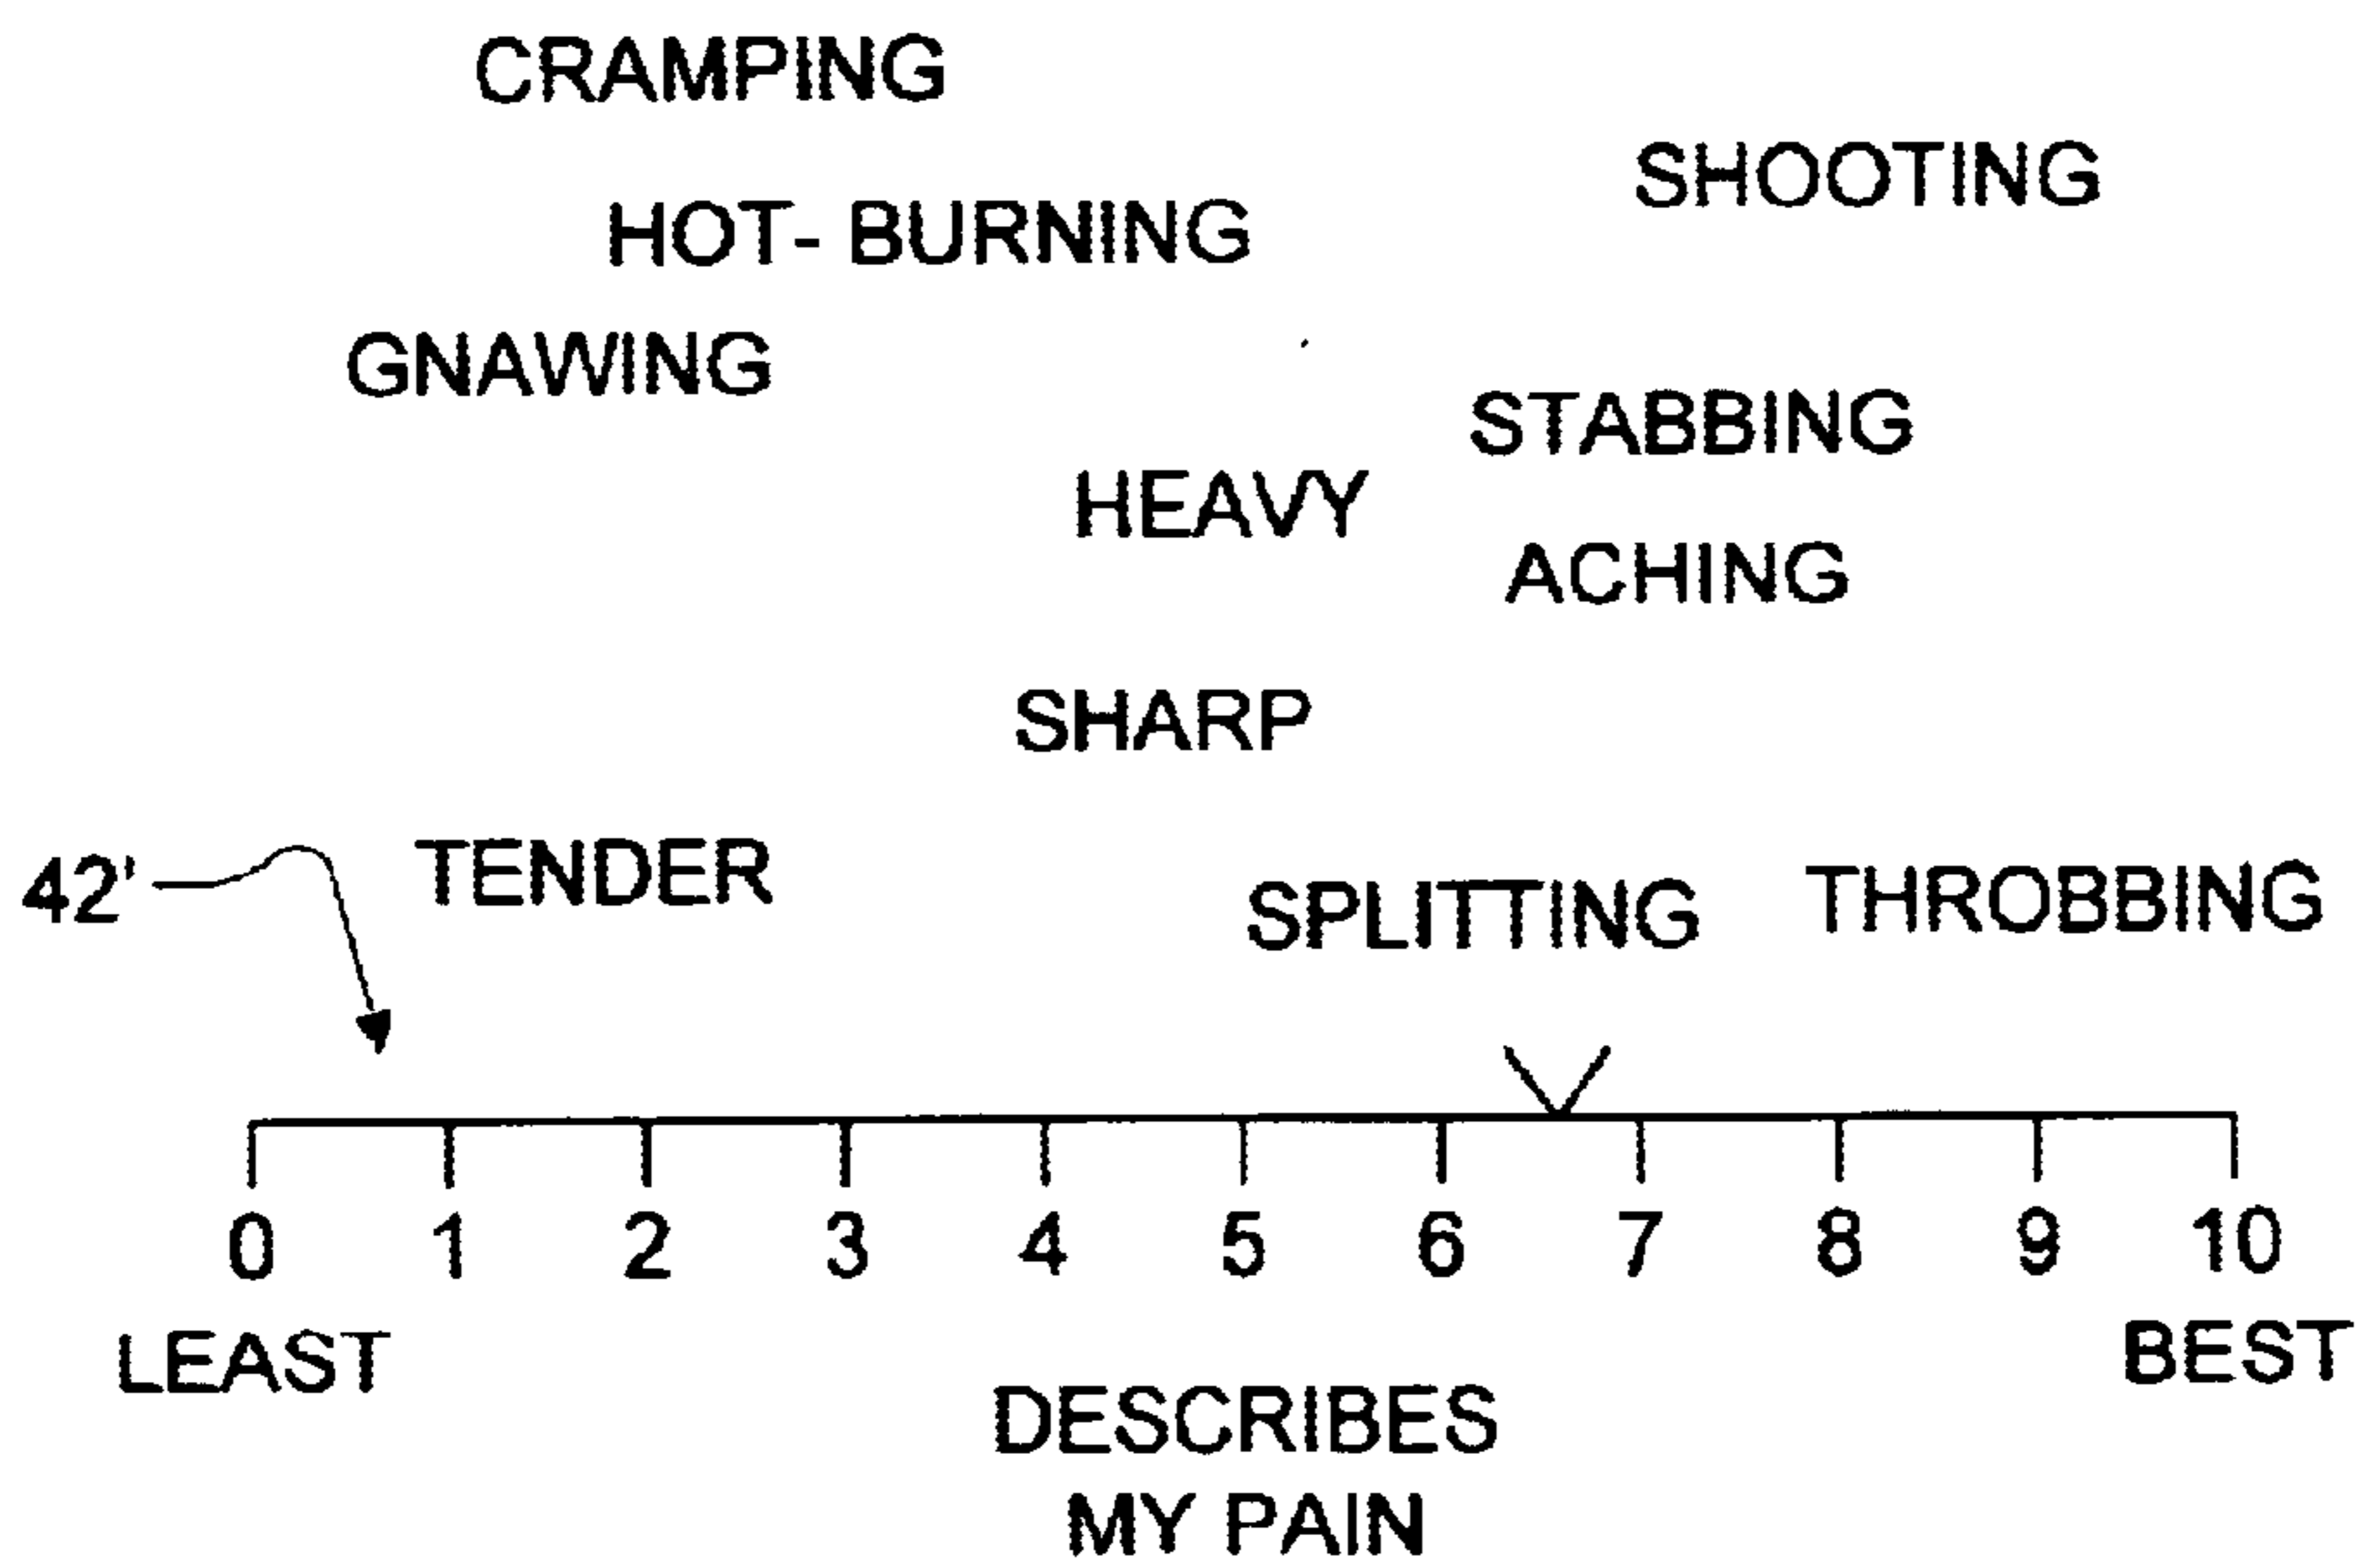 CRAMPING
SHOOTING
HOT- BURNING
GNAWING
STABBING
HEAVY
ACHING
SHARP
42' TENDER
SPLITTING THROBBING
0 1 2 3 4 5 6 7 8 9 10
LEAST BEST
DESCRIBES
MY PAIN